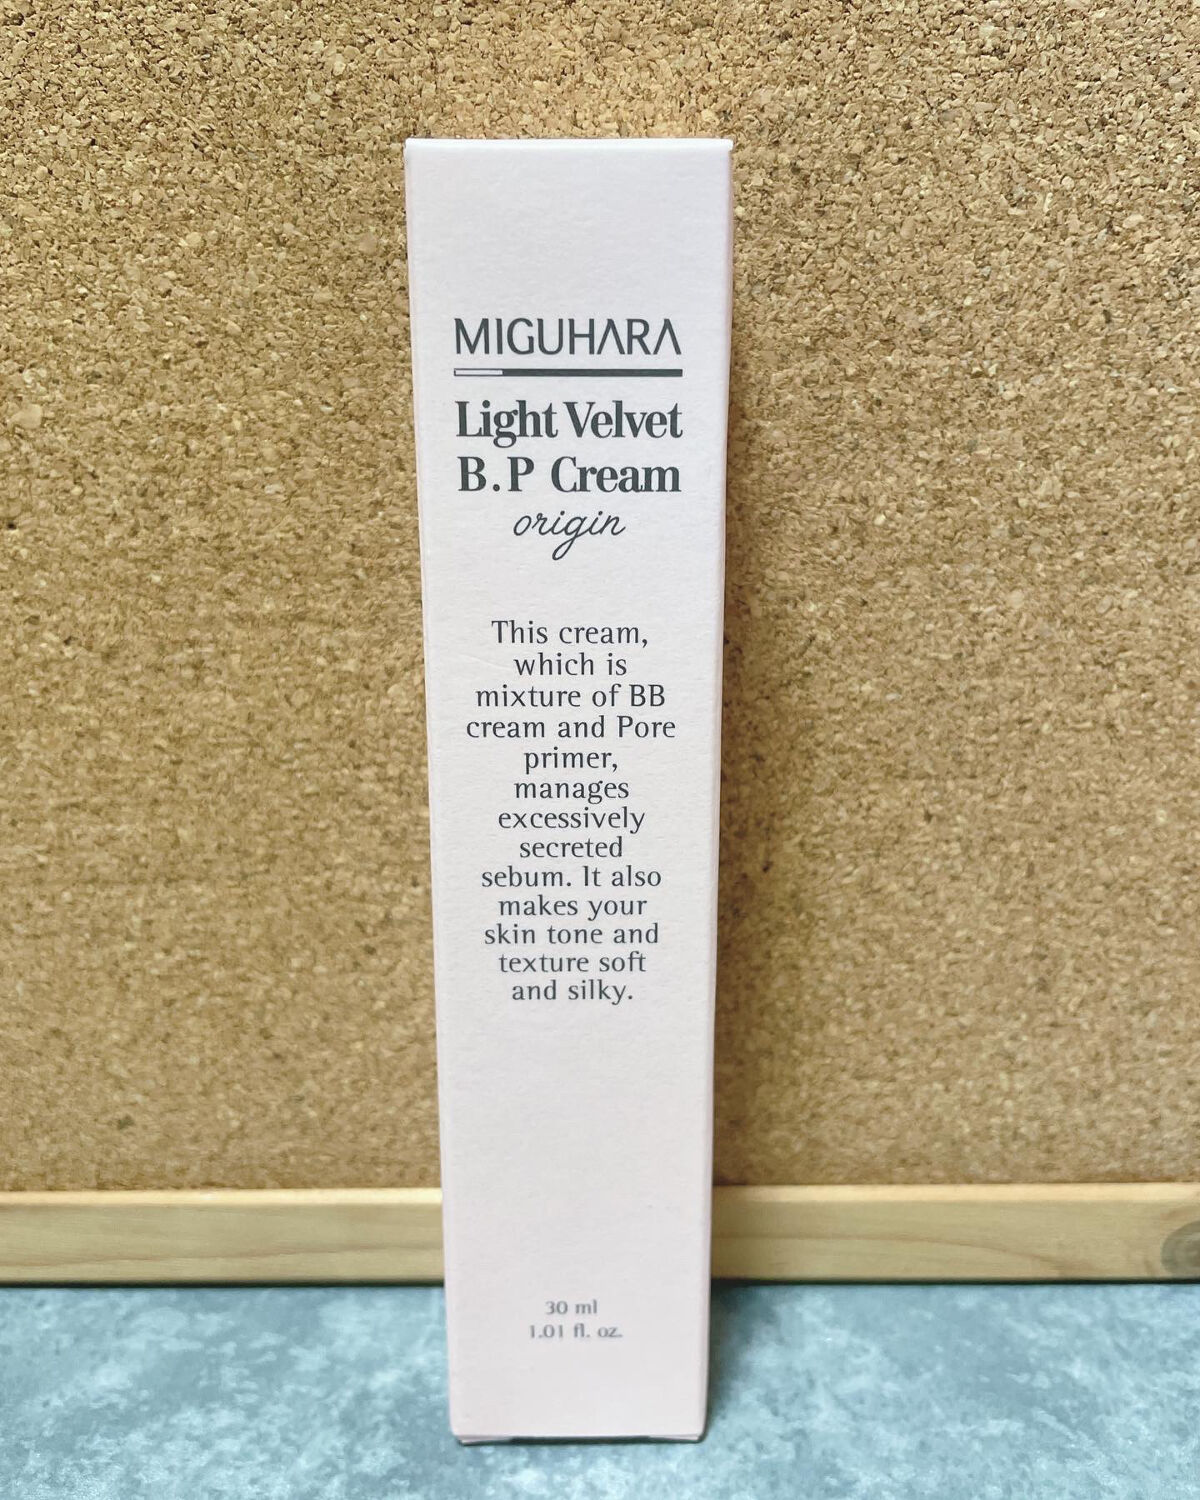 MIGUHARA
Light Velvet
B.P Cream
origin
This cream,
which is
mixture of BB
cream and Pore
primer,
manages
excessively
secreted
sebum. It also
makes your
skin tone and
texture soft
and silky.
30 ml
1.01 fl. oz.